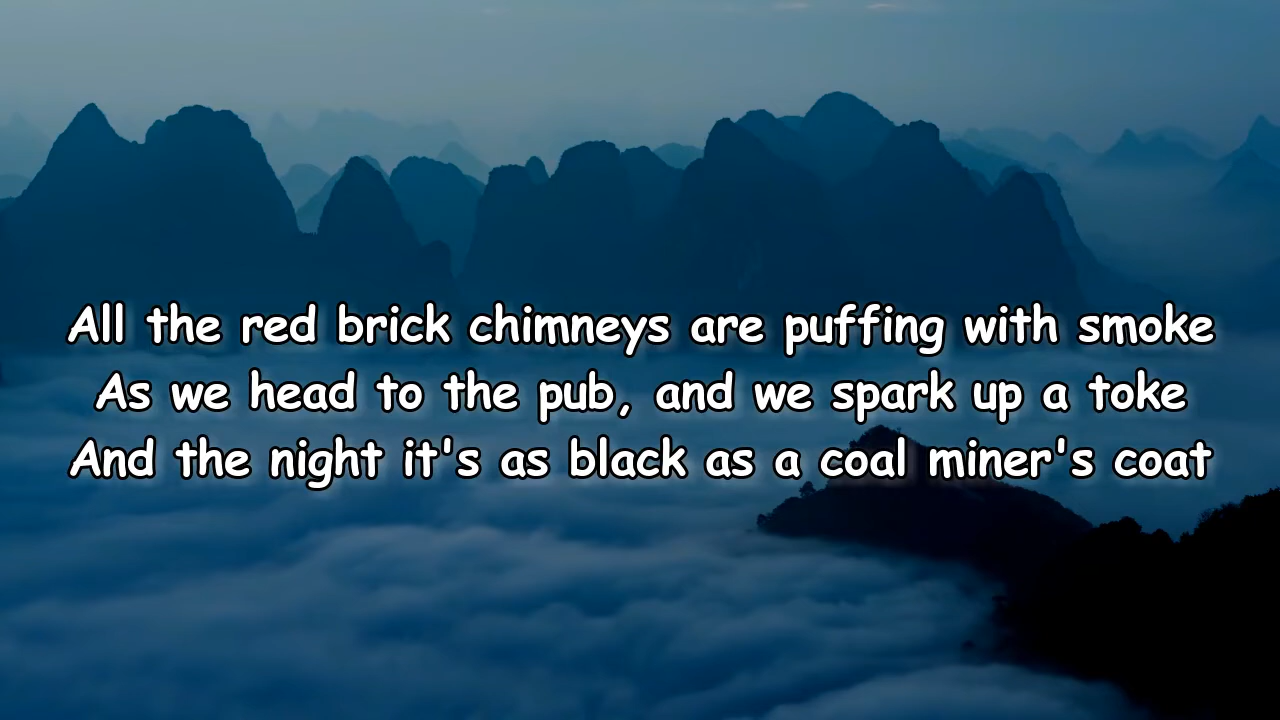 All the red brick chimneys are puffing with smoke
As we head to the pub, and we spark up a toke
And the night it's as black as a coal miner's coat